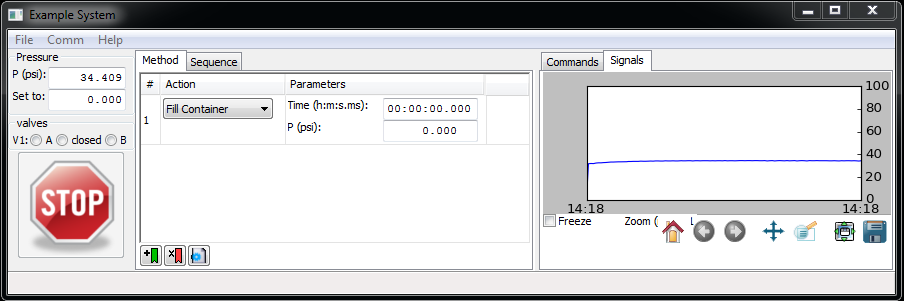 Example System
File Comm Help
Pressure
P (psi): 34.409
Set to: 0.000
valves
V1: A closed B
STOP
Method Sequence
# Action Parameters
1 Fill Container Time (h:m:s.ms): 00:00:00.000
P (psi): 0.000
Commands Signals
100
80
60
40
20
0
14:18 14:18
Freeze Zoom (